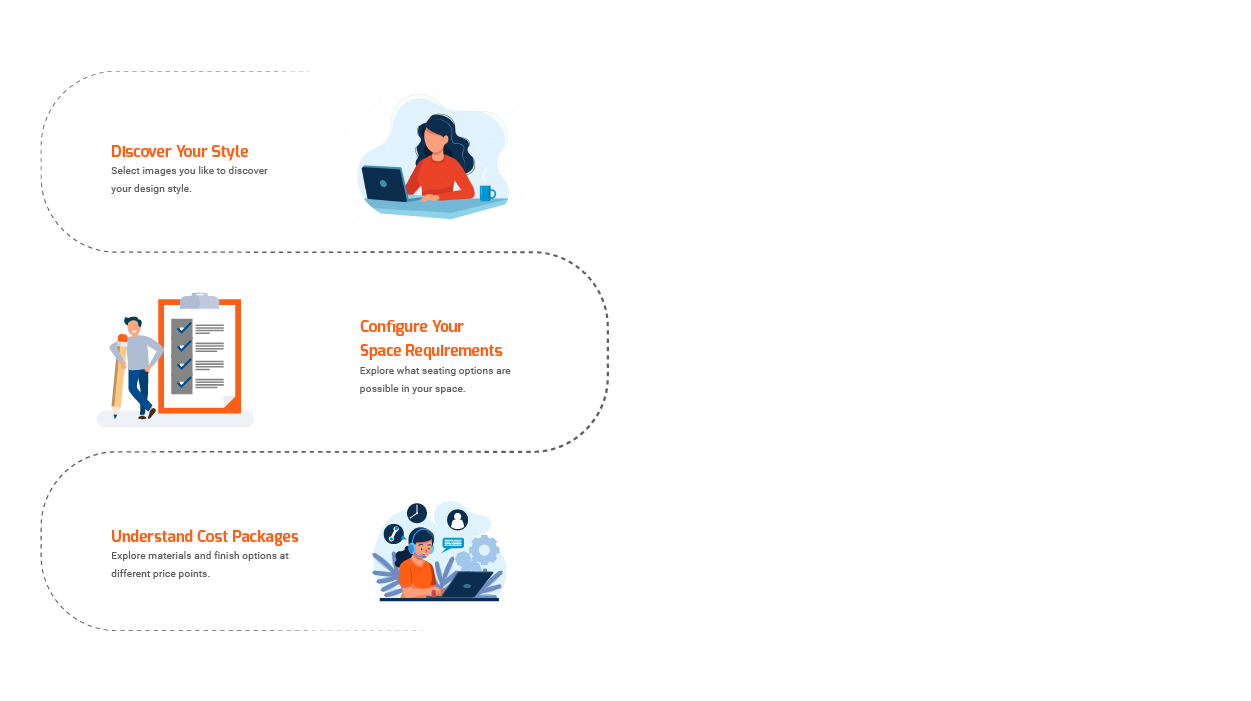 Discover Your Style
Select images you like to discover
your design style.
Configure Your
Space Requirements
Explore what seating options are
possible in your space.
Understand Cost Packages
Explore materials and finish options at
different price points.